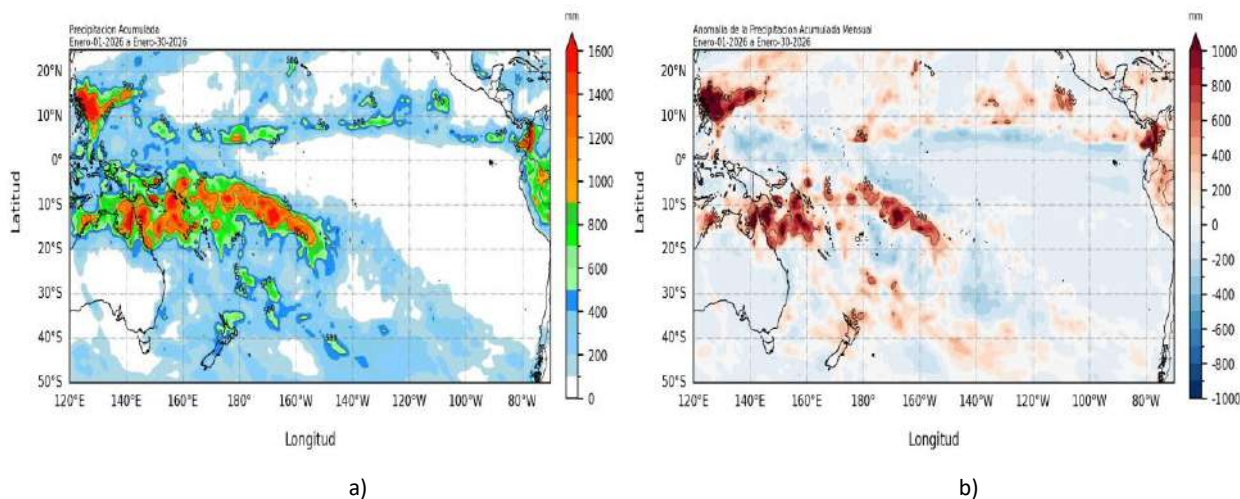 Precipitacion Acumulada
Enero-01-2026 a Enero-30-2026
mm
1600
1400
1200
1000
800
600
400
200
0
20°N
10°N
0°
10°S
20°S
30°S
40°S
50°S
120°E
140°E
160°E
180°
160°W
140°W
120°W
100°W
80°W
Latitud
Longitud
a)
Anomalia de la Precipitacion Acumulada Mensual
Enero-01-2026 a Enero-30-2026
mm
1000
800
600
400
200
0
-200
-400
-600
-800
-1000
20°N
10°N
0°
10°S
20°S
30°S
40°S
50°S
120°E
140°E
160°E
180°
160°W
140°W
120°W
100°W
80°W
Latitud
Longitud
b)